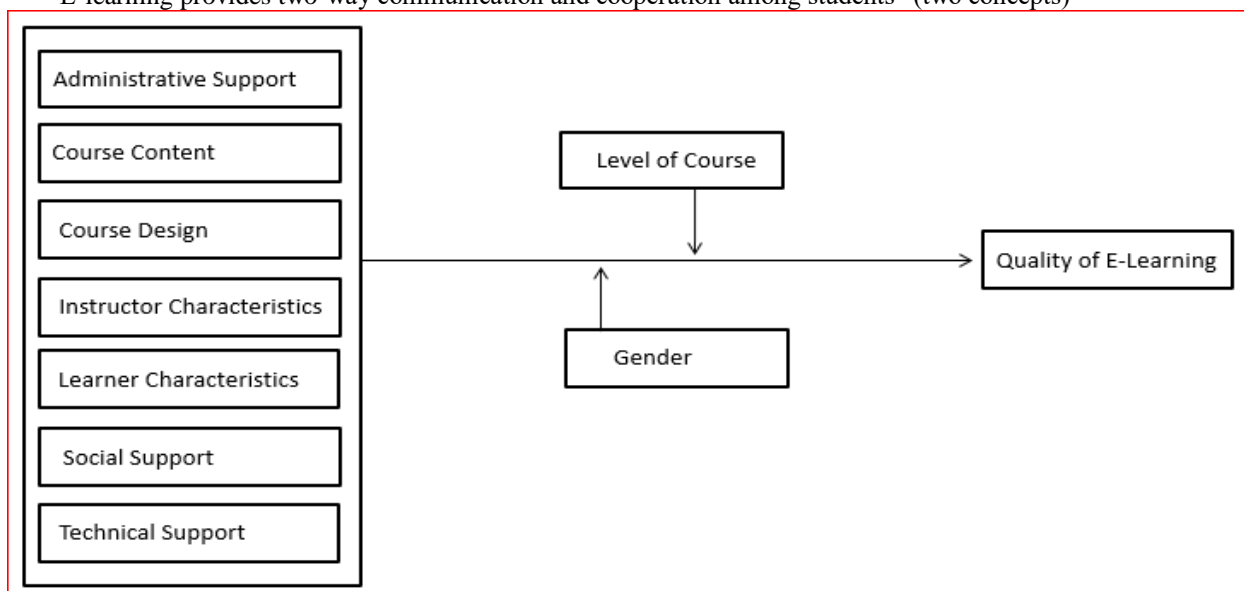 E-learning provides two-way communication and cooperation among students" (two concepts)
Administrative Support
Course Content
Course Design
Instructor Characteristics
Learner Characteristics
Social Support
Technical Support
Level of Course
Gender
Quality of E-Learning